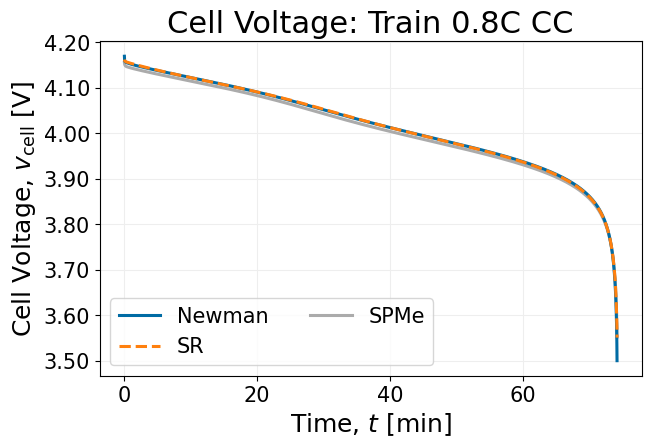 Cell Voltage: Train 0.8C CC
Cell Voltage, v_cell [V]
4.20
4.10
4.00
3.90
3.80
3.70
3.60
3.50
Newman
SR
SPMe
0
20
40
60
Time, t [min]